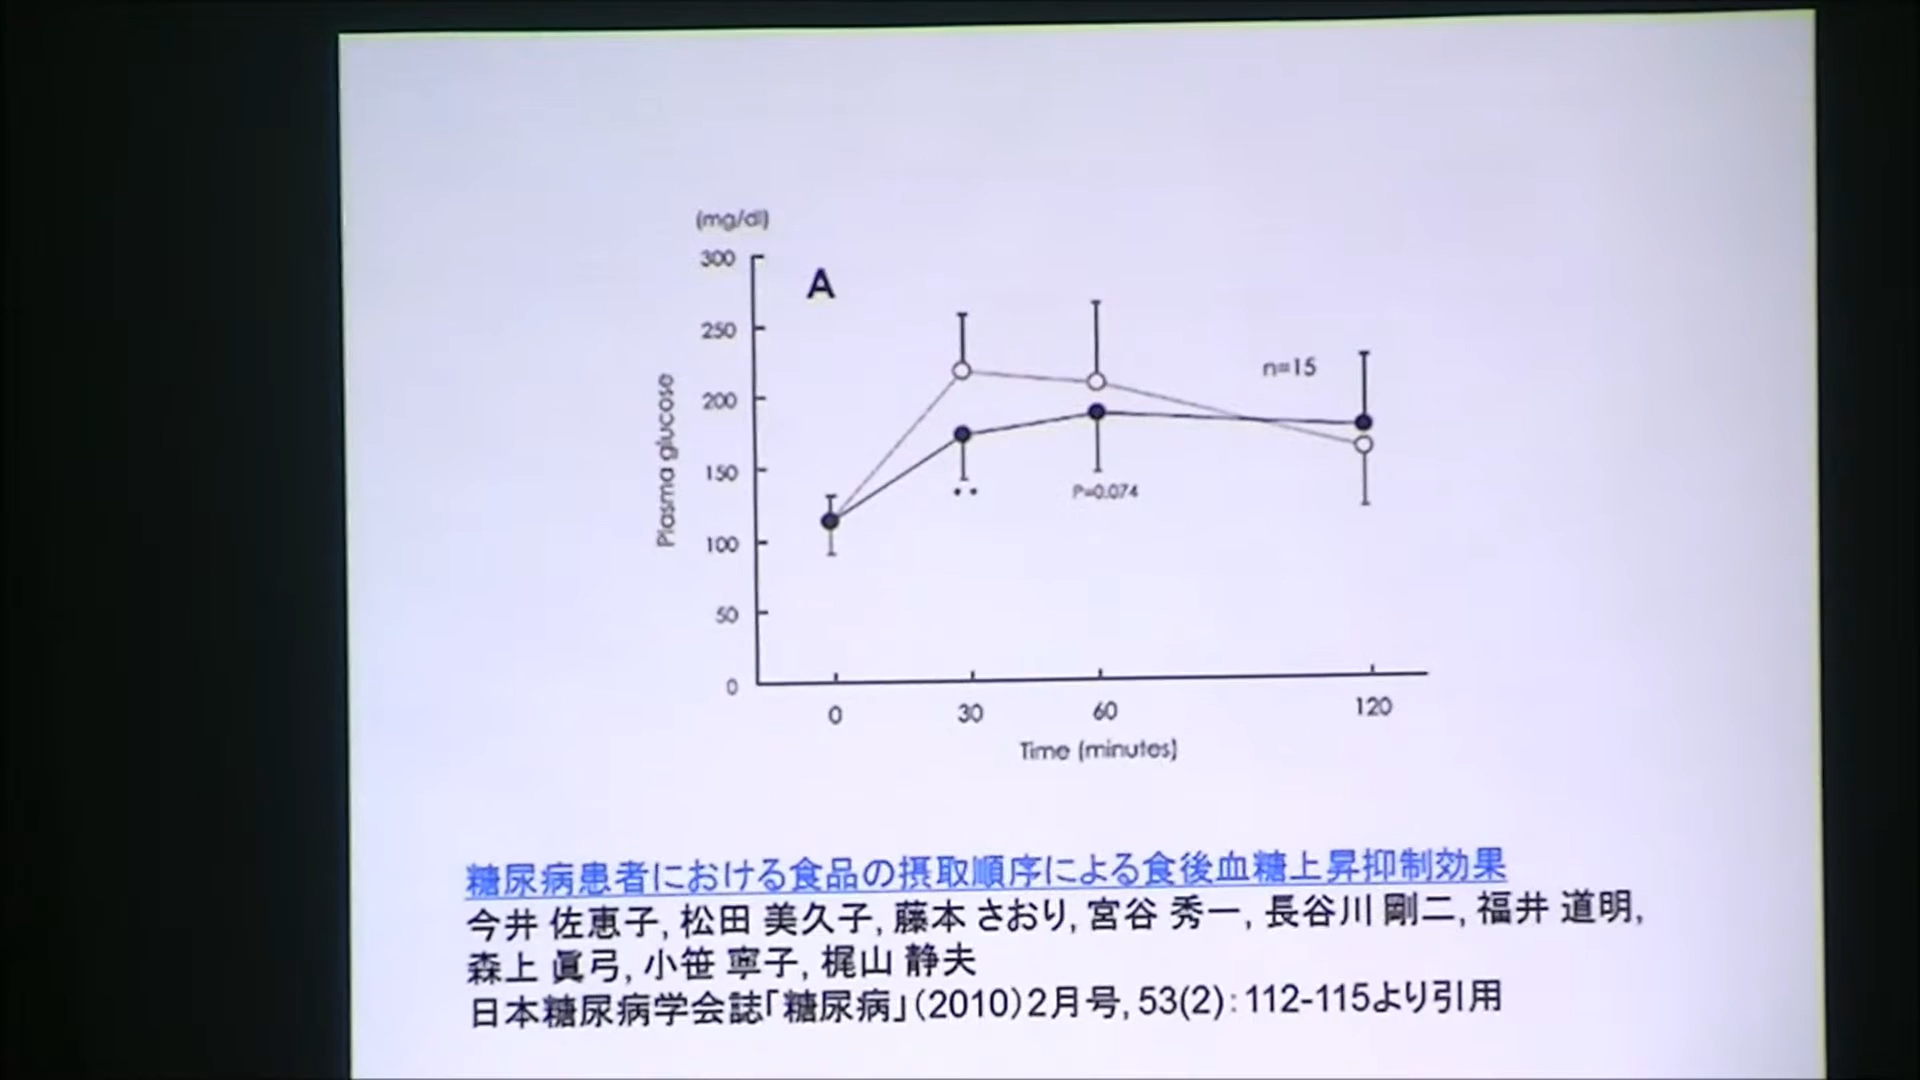 (mg/dl)
300
A
250
n=15
200
150
P=0.074
100
50
0
Plasma glucose
0 30 60 120
Time (minutes)
糖尿病患者における食品の摂取順序による食後血糖上昇抑制効果
今井 佐恵子, 松田 美久子, 藤本 さおり, 宮谷 秀一, 長谷川 剛二, 福井 道明,
森上 眞弓, 小笹 寧子, 梶山 静夫
日本糖尿病学会誌「糖尿病」(2010)2月号, 53(2):112-115より引用